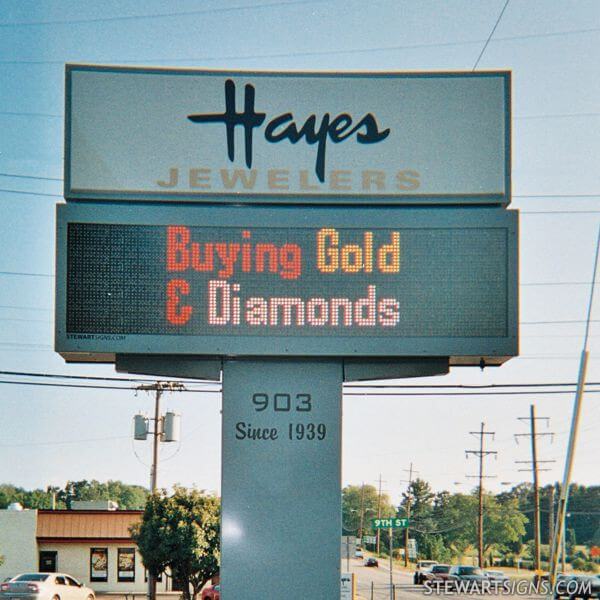 Hayes
JEWELERS
Buying Gold
& Diamonds
STEWARTSIGNS.COM
903
Since 1939
9TH ST
STEWARTSIGNS.COM